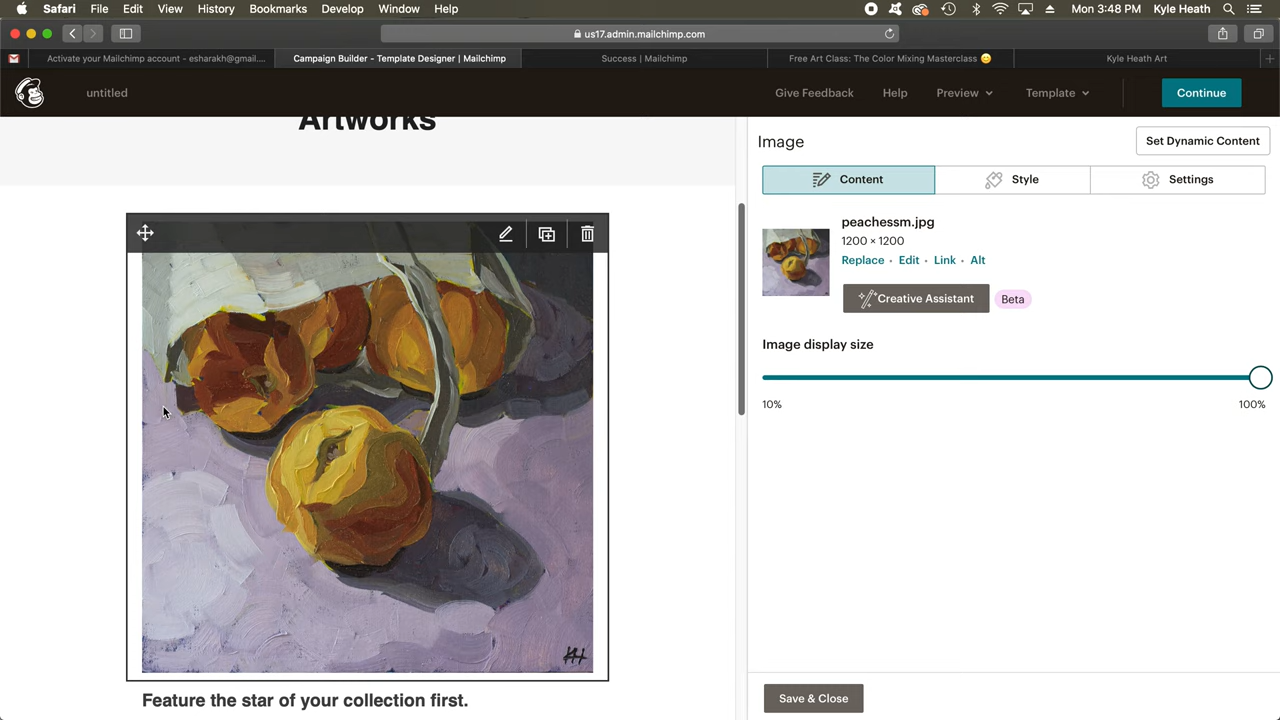 Safari File Edit View History Bookmarks Develop Window Help Mon 3:48 PM Kyle Heath
us17.admin.mailchimp.com
Activate your Mailchimp account - esharakh@gmail.... Campaign Builder - Template Designer | Mailchimp Success | Mailchimp Free Art Class: The Color Mixing Masterclass 😊 Kyle Heath Art
untitled Give Feedback Help Preview Template Continue
Artworks
Image Set Dynamic Content
Content Style Settings
peachessm.jpg
1200 × 1200
Replace · Edit · Link · Alt
Creative Assistant Beta
Image display size
10% 100%
KH
Feature the star of your collection first.
Save & Close